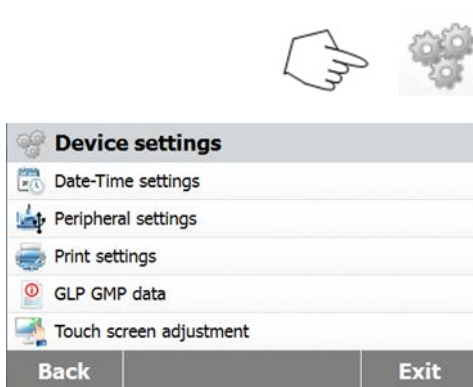 Device settings
Date-Time settings
Peripheral settings
Print settings
GLP GMP data
Touch screen adjustment
Back Exit